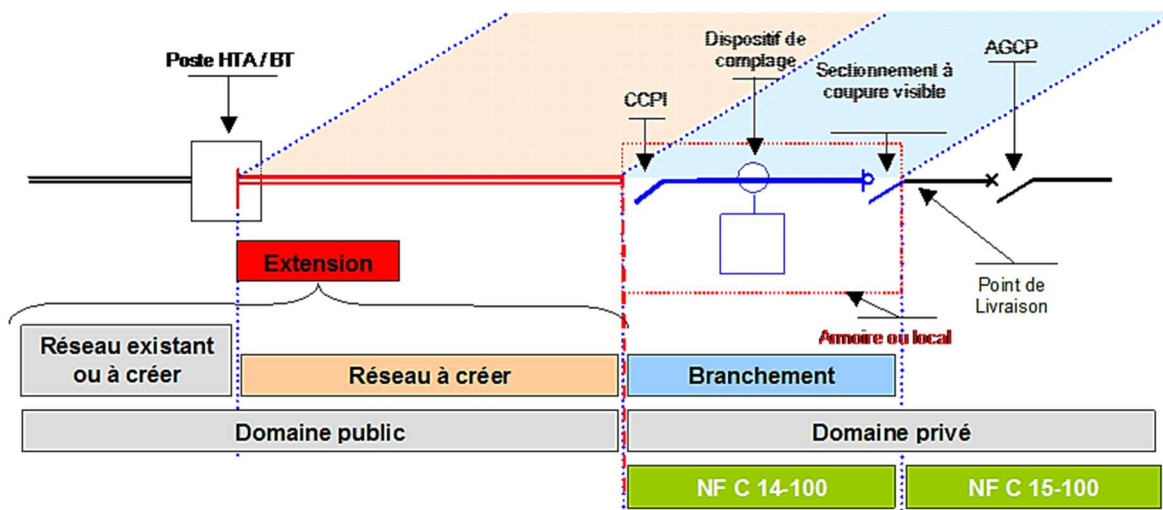 Poste HTA / BT
CCPI
Dispositif de
complage
Sectionnement à
coupure visible
AGCP
Extension
Point de
Livraison
Armoire ou local
Réseau existant
ou à créer
Réseau à créer
Branchement
Domaine public
Domaine privé
NF C 14-100
NF C 15-100